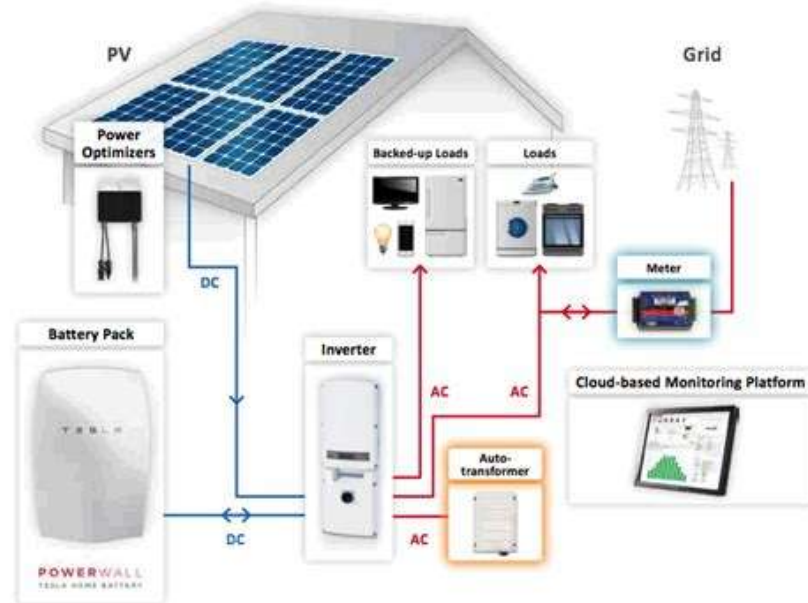 PV
Grid
Power
Optimizers
Backed-up Loads
Loads
DC
Meter
Battery Pack
Inverter
AC
AC
Cloud-based Monitoring Platform
TESLA
Auto-
transformer
DC
AC
POWERWALL
TESLA HOME BATTERY